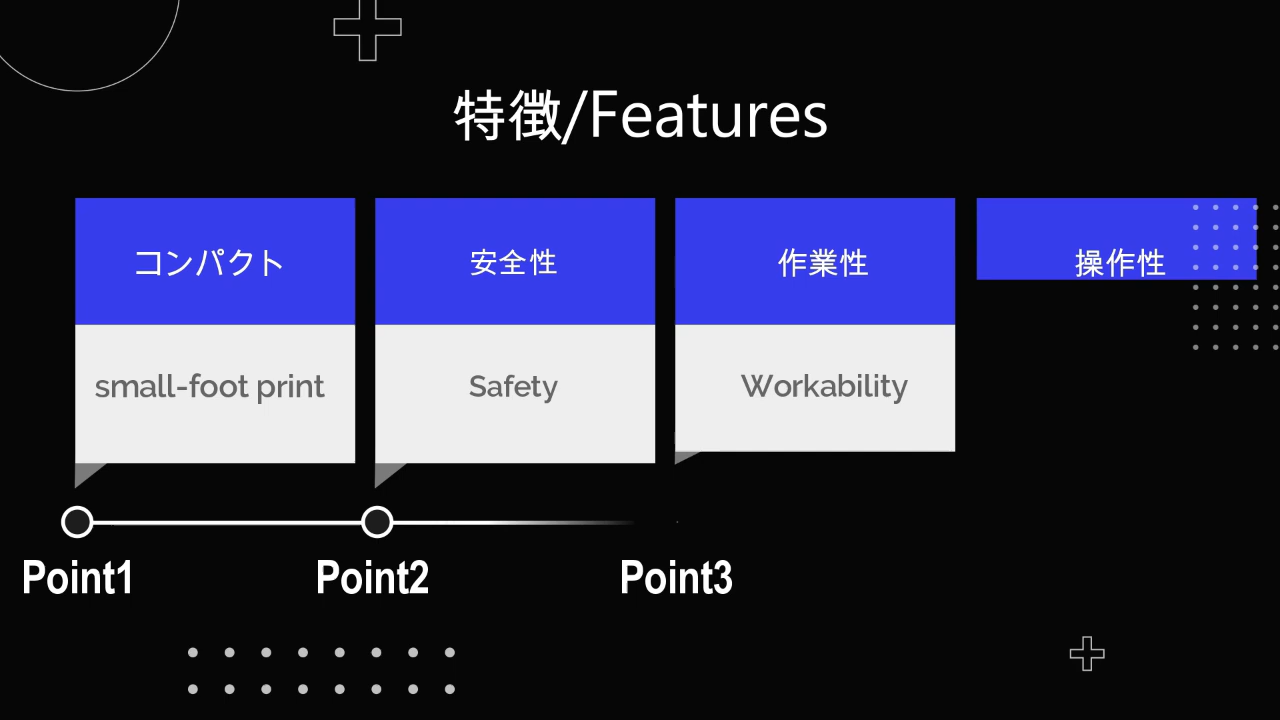 特徴/Features
コンパクト
安全性
作業性
操作性
small-foot print
Safety
Workability
Point1
Point2
Point3